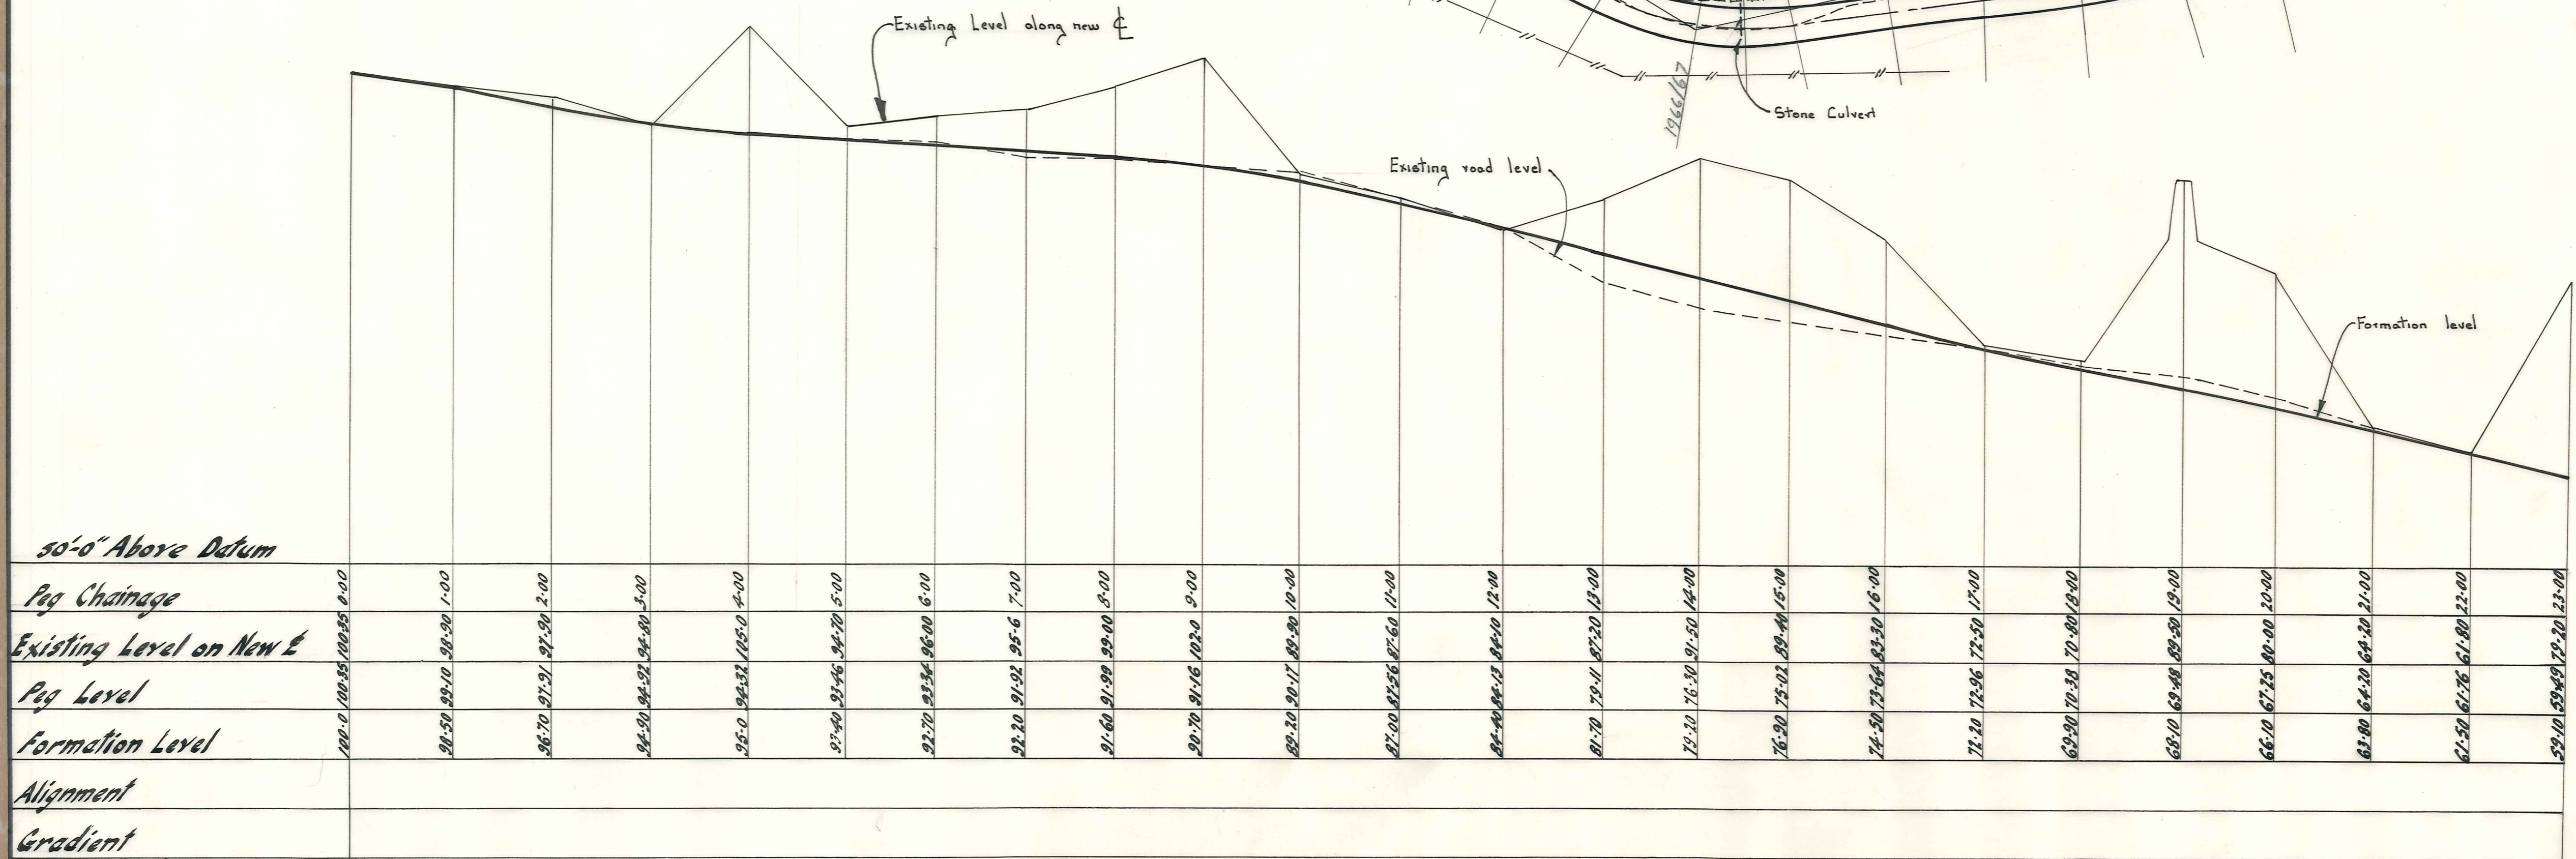 Existing Level along new ℄
1966/67
Stone Culvert
Existing road level
Formation level
50'-0" Above Datum
Peg Chainage 0·00 1·00 2·00 3·00 4·00 5·00 6·00 7·00 8·00 9·00 10·00 11·00 12·00 13·00 14·00 15·00 16·00 17·00 18·00 19·00 20·00 21·00 22·00 23·00
Existing Level on New ℄ 100·35 98·90 97·90 94·80 105·0 94·70 96·00 95·6 99·00 102·0 89·90 87·60 84·10 87·20 91·50 89·40 83·30 72·50 70·80 89·50 80·00 64·20 61·80 79·20
Peg Level 100·35 99·10 97·91 94·92 94·32 93·46 93·34 91·92 91·99 91·16 90·17 87·56 84·13 79·11 76·30 75·02 73·64 72·96 70·38 69·48 67·25 64·20 61·76 59·49
Formation Level 100·0 98·50 96·70 94·90 95·0 93·40 92·70 92·20 91·60 90·70 89·20 87·00 84·40 81·70 79·20 76·90 74·50 72·20 69·90 68·10 66·10 63·80 61·50 59·10
Alignment
Gradient